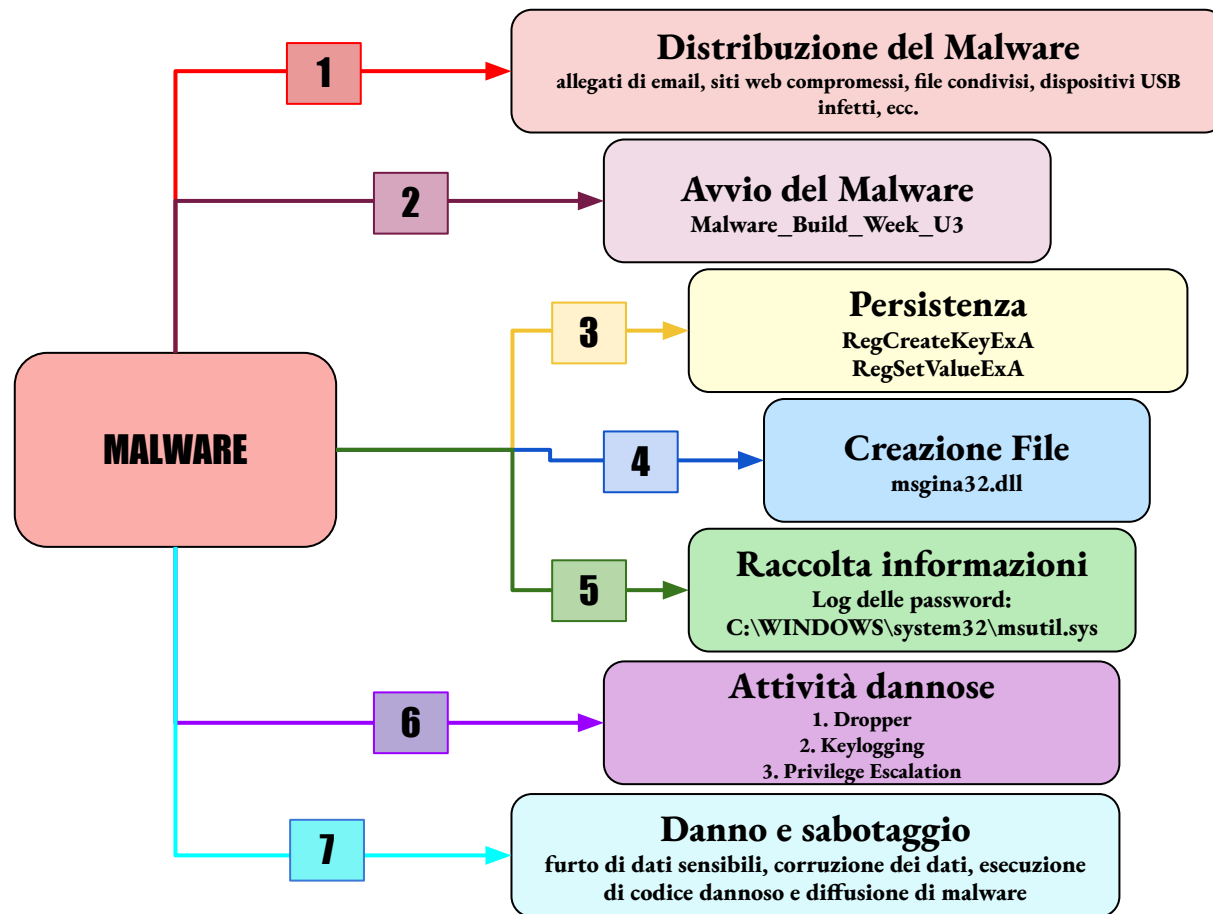 1
Distribuzione del Malware
allegati di email, siti web compromessi, file condivisi, dispositivi USB
infetti, ecc.
2
Avvio del Malware
Malware_Build_Week_U3
3
Persistenza
RegCreateKeyExA
RegSetValueExA
MALWARE
4
Creazione File
msgina32.dll
5
Raccolta informazioni
Log delle password:
C:\WINDOWS\system32\msutil.sys
6
Attività dannose
1. Dropper
2. Keylogging
3. Privilege Escalation
7
Danno e sabotaggio
furto di dati sensibili, corruzione dei dati, esecuzione
di codice dannoso e diffusione di malware